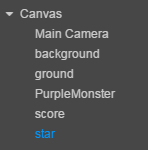 Canvas
Main Camera
background
ground
PurpleMonster
score
star